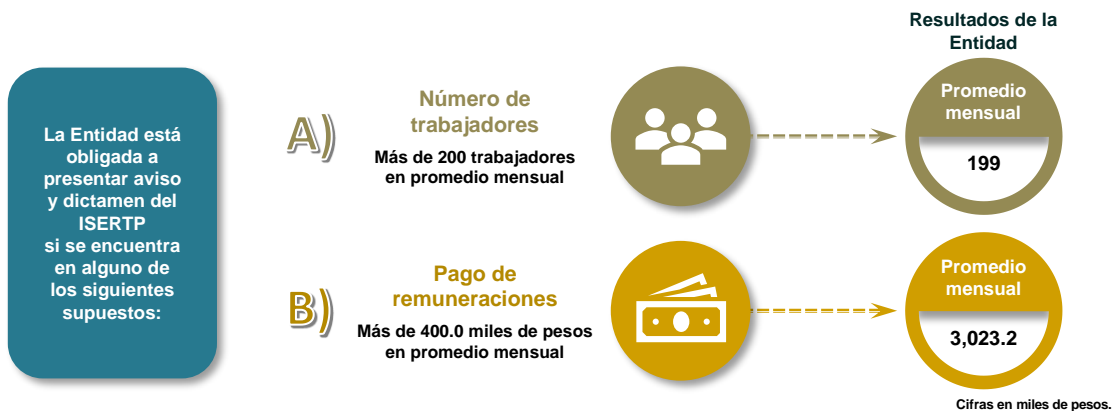 Resultados de la
Entidad
La Entidad está
obligada a
presentar aviso
y dictamen del
ISERTP
si se encuentra
en alguno de
los siguientes
supuestos:
A)
Número de
trabajadores
Más de 200 trabajadores
en promedio mensual
Promedio
mensual
199
B)
Pago de
remuneraciones
Más de 400.0 miles de pesos
en promedio mensual
Promedio
mensual
3,023.2
Cifras en miles de pesos.